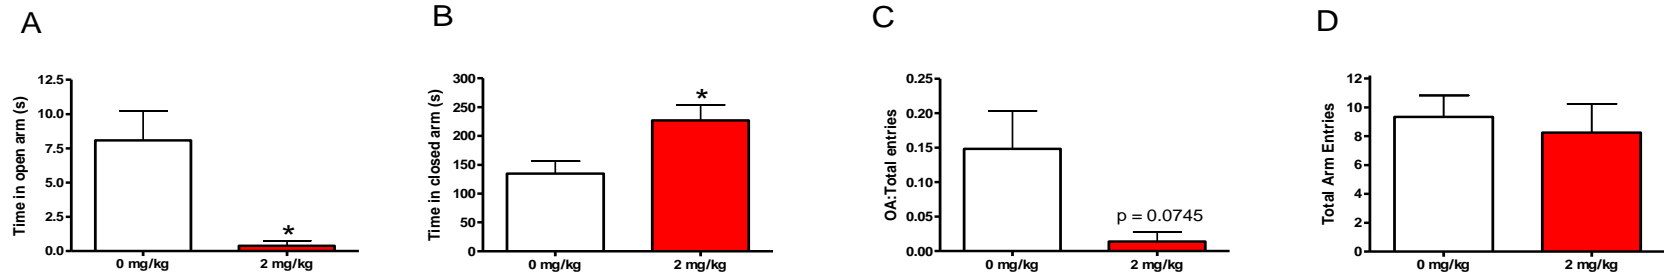 A
Time in open arm (s)
12.5
10.0
7.5
5.0
2.5
0.0
*
0 mg/kg
2 mg/kg
B
Time in closed arm (s)
300
250
200
150
100
50
0
*
0 mg/kg
2 mg/kg
C
OA:Total entries
0.25
0.20
0.15
0.10
0.05
0.00
p = 0.0745
0 mg/kg
2 mg/kg
D
Total Arm Entries
12
10
8
6
4
2
0
0 mg/kg
2 mg/kg